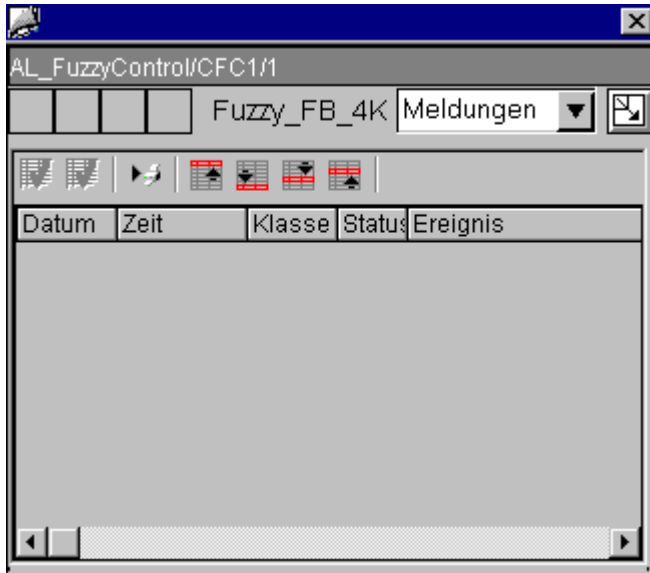 AL_FuzzyControl/CFC1/1
Fuzzy_FB_4K Meldungen
Datum Zeit Klasse Status Ereignis